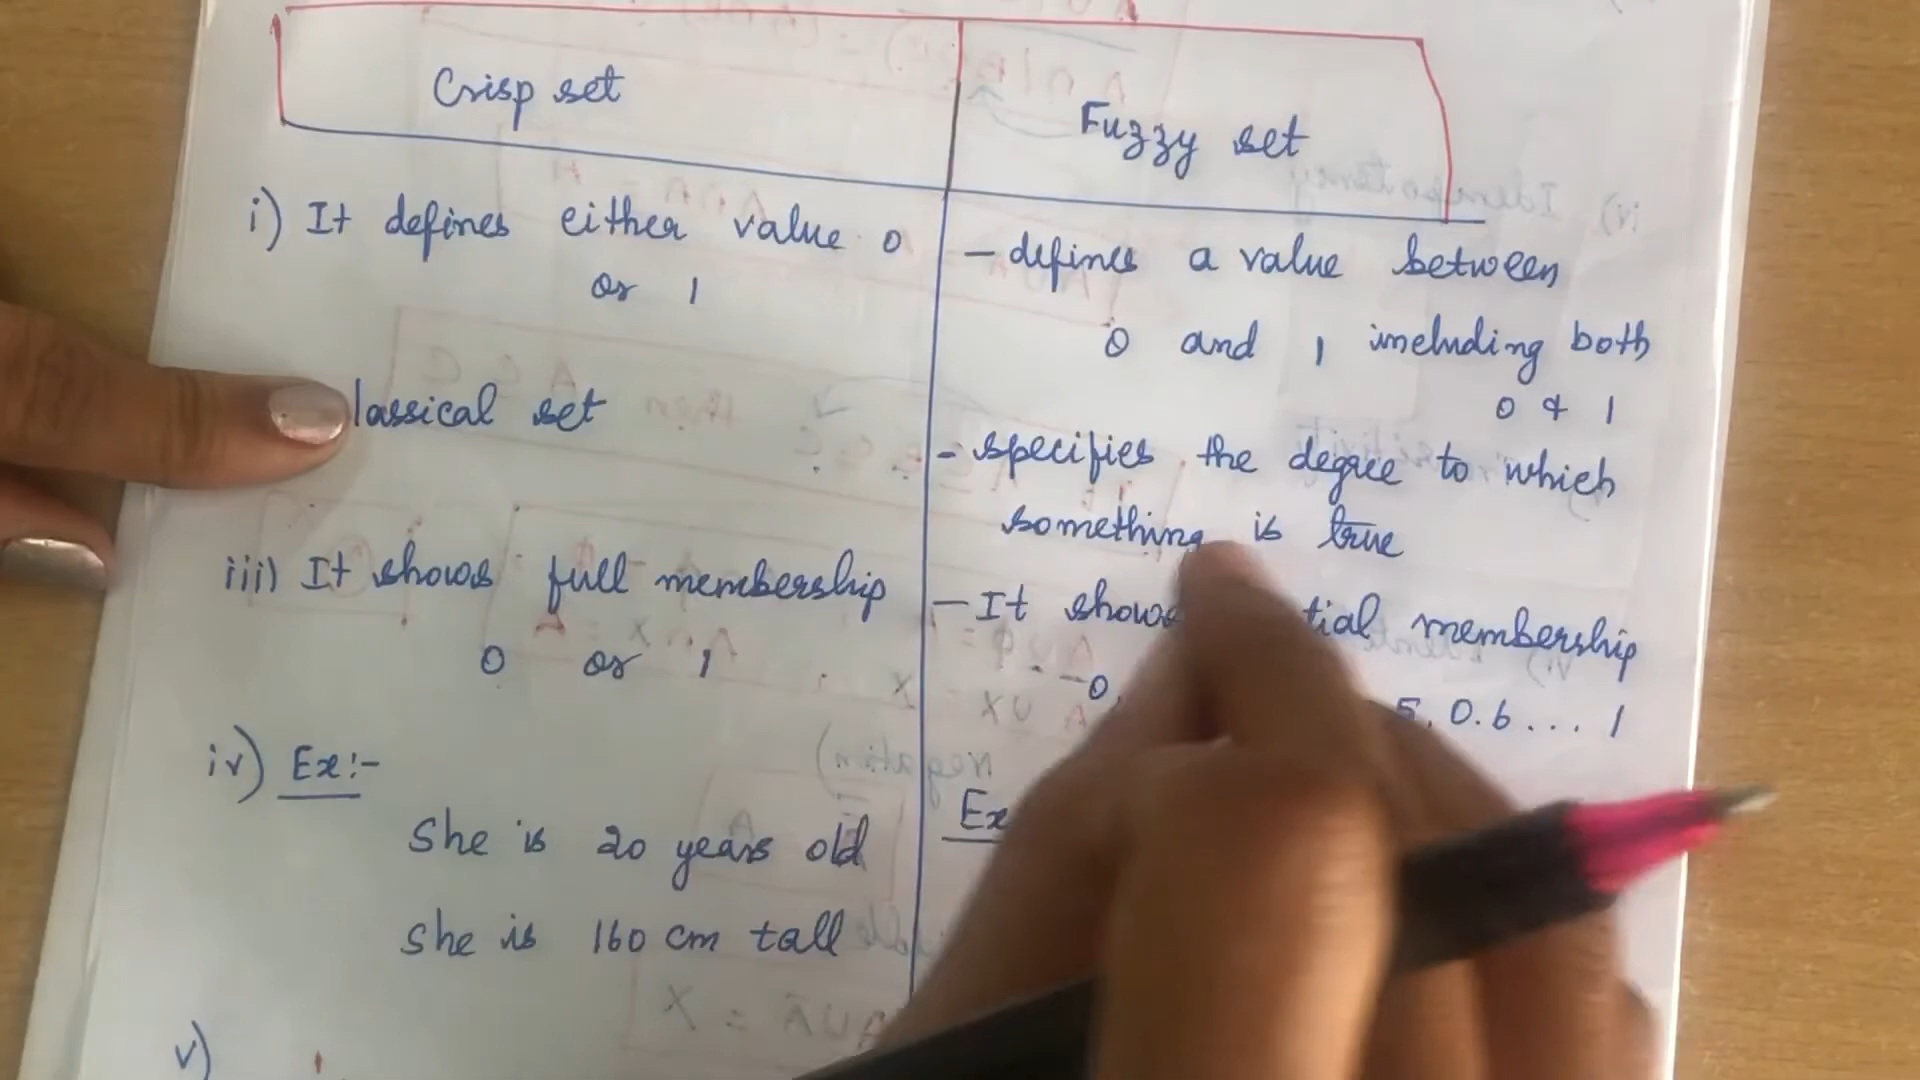 Crisp set
Fuzzy set
i) It defines either value 0
or 1
lassical set
iii) It shows full membership
0 or 1
iv) Ex:-
She is 20 years old
She is 160 cm tall
v)
- defines a value between
0 and 1 including both
0 & 1
- specifies the degree to which
something is true
- It shows tial membership
0. 5, 0.6... 1
Ex